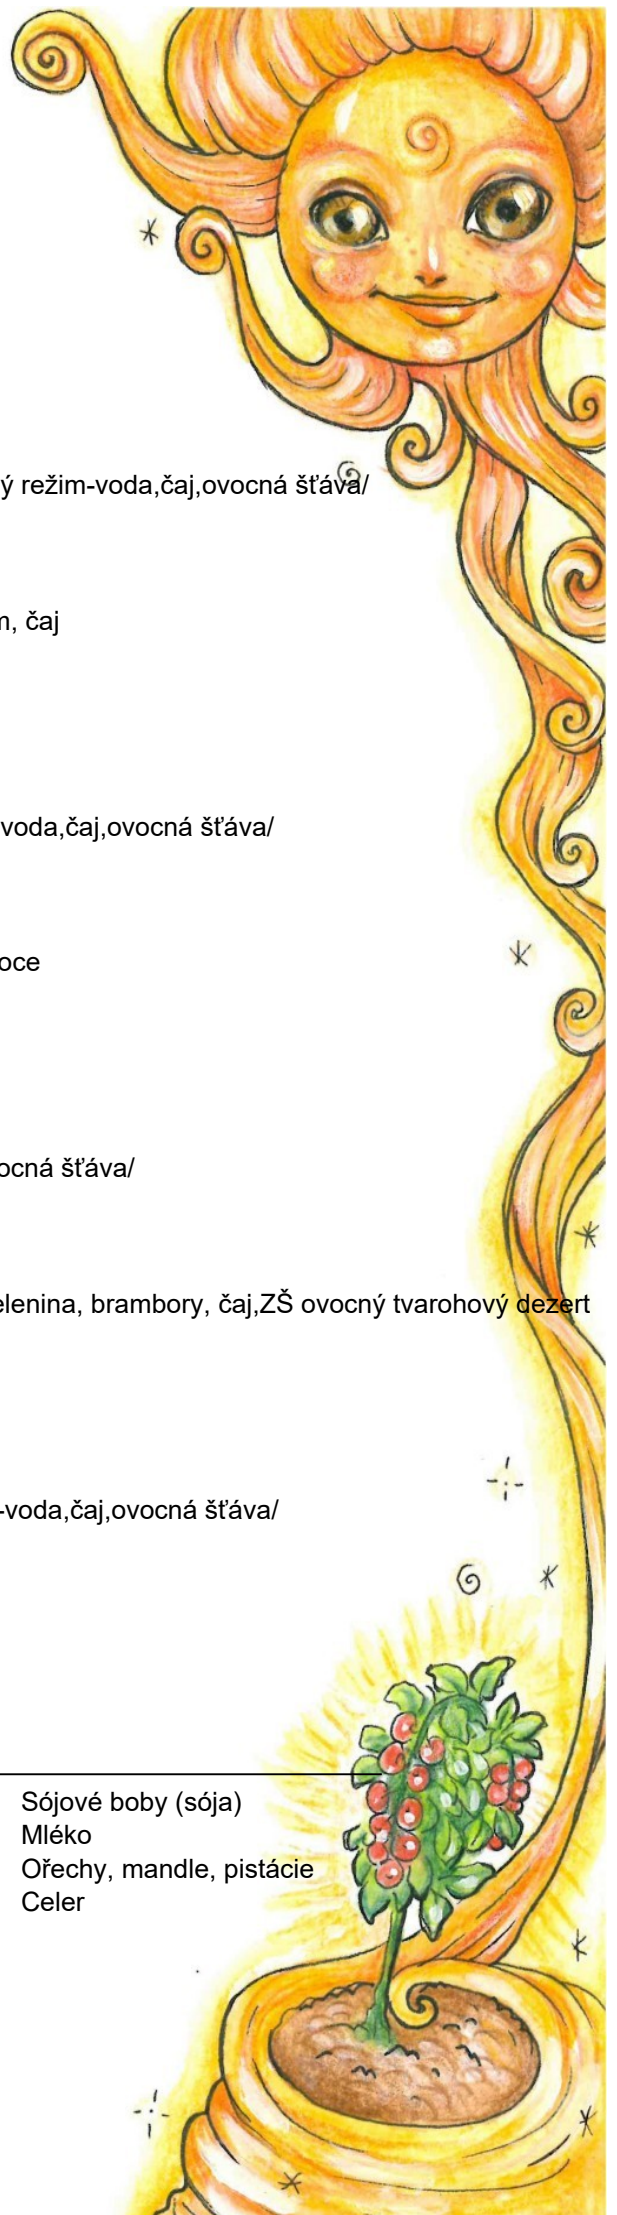 ý režim-voda,čaj,ovocná šťáva/
, čaj
voda,čaj,ovocná šťáva/
oce
ocná šťáva/
elenina, brambory, čaj,ZŠ ovocný tvarohový dezert
-voda,čaj,ovocná šťáva/
Sójové boby (sója)
Mléko
Ořechy, mandle, pistácie
Celer